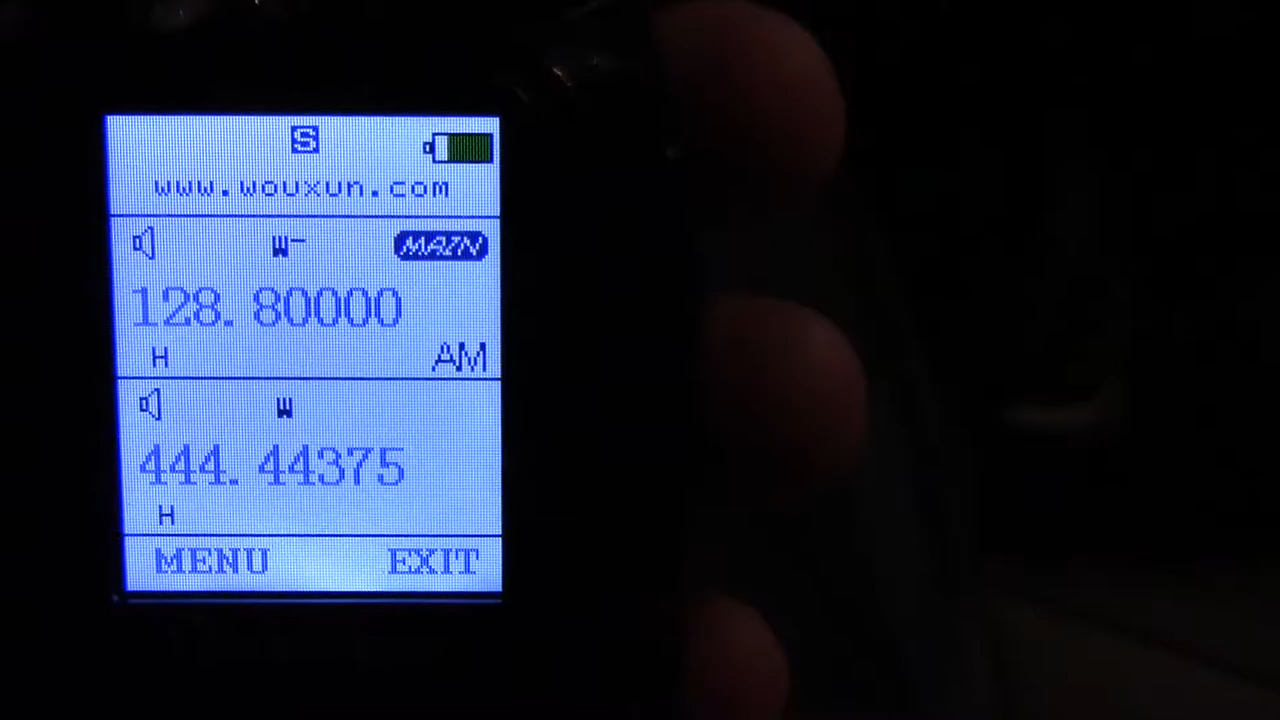 S
www.wouxun.com
W- MAIN
128.80000
H AM
W
444.44375
H
MENU EXIT